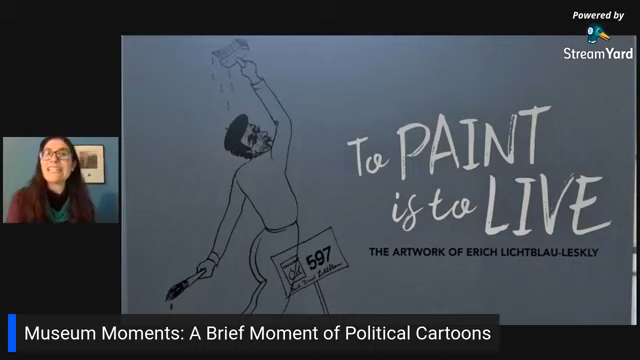 Powered by
StreamYard
To PAINT
is to LIVE
THE ARTWORK OF ERICH LICHTBLAU-LESKLY
597
Museum Moments: A Brief Moment of Political Cartoons